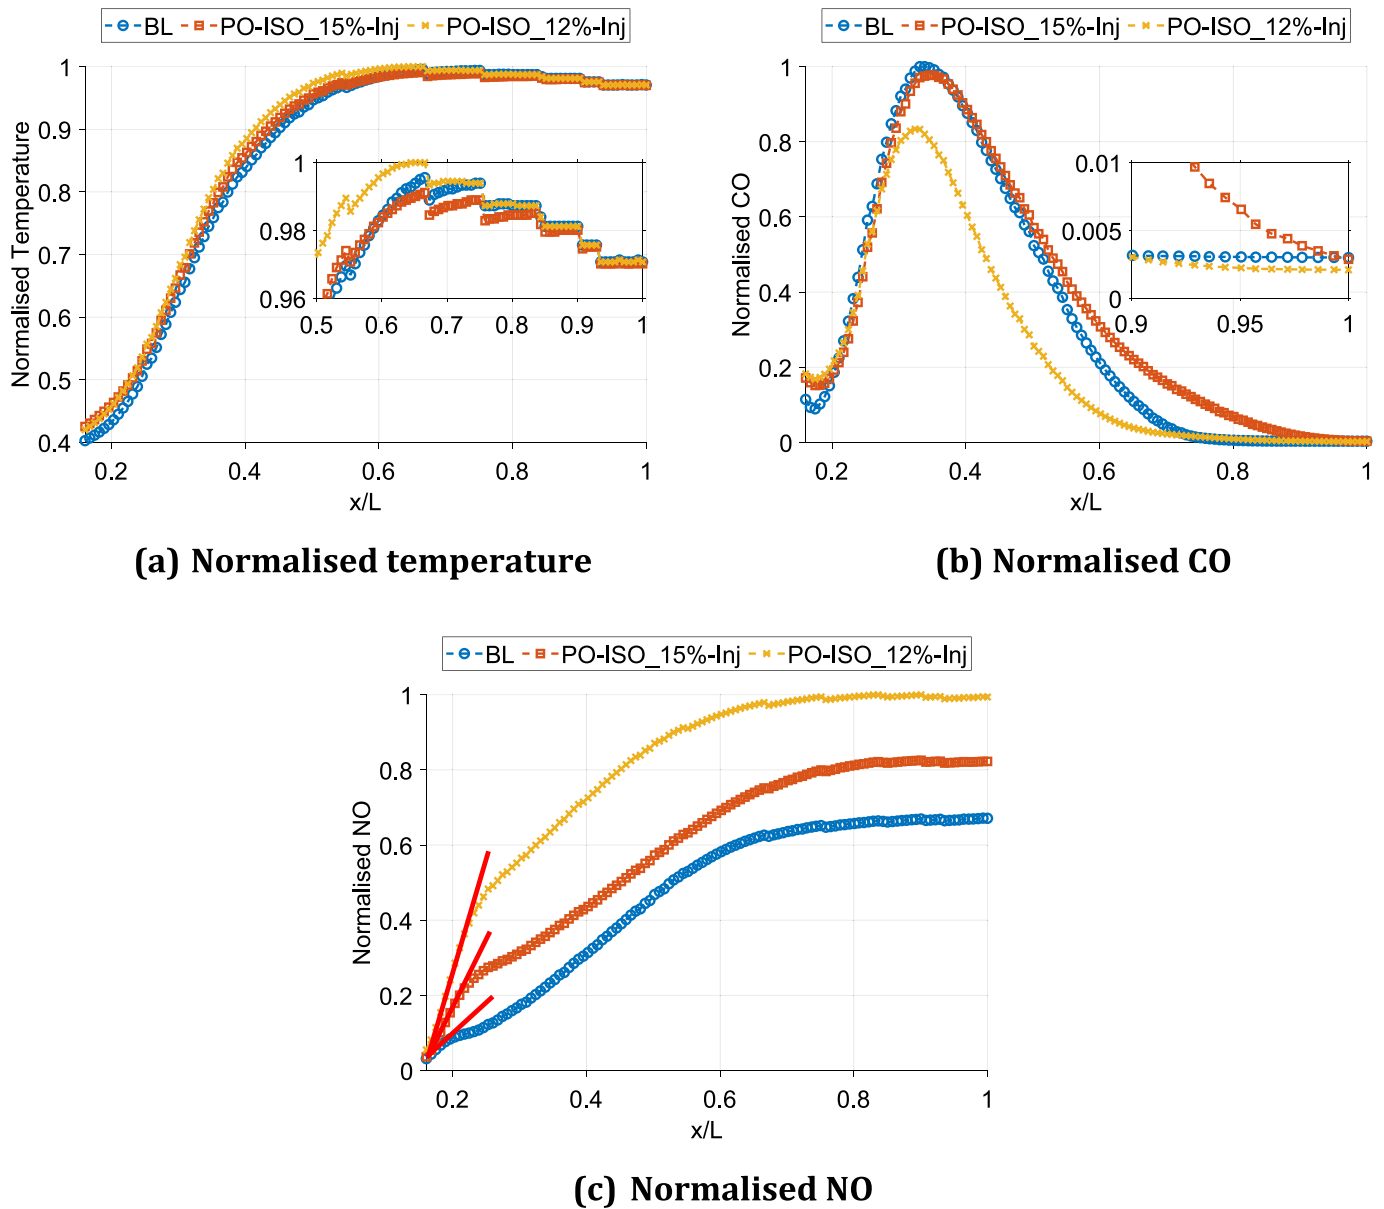 BL PO-ISO_15%-Inj PO-ISO_12%-Inj
1
0.9
0.8
0.7
0.6
0.5
0.4
Normalised Temperature
1
0.98
0.96
0.5 0.6 0.7 0.8 0.9 1
0.2 0.4 0.6 0.8 1
x/L
(a) Normalised temperature
BL PO-ISO_15%-Inj PO-ISO_12%-Inj
1
0.8
0.6
0.4
0.2
0
Normalised CO
0.01
0.005
0
0.9 0.95 1
0.2 0.4 0.6 0.8 1
x/L
(b) Normalised CO
BL PO-ISO_15%-Inj PO-ISO_12%-Inj
1
0.8
0.6
0.4
0.2
0
Normalised NO
0.2 0.4 0.6 0.8 1
x/L
(c) Normalised NO